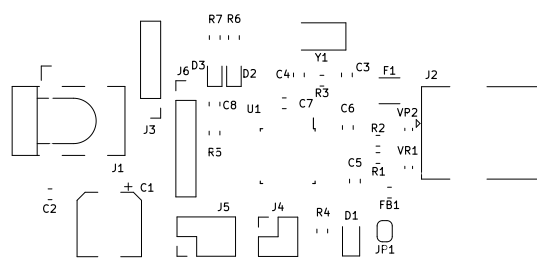 R7 R6
Y1
J6 D3 D2 C4 C3 F1 J2
R3
J3 C8 U1 C7 C6 VP2
R2
R5 VR1
J1 C5 R1
C2 C1 J5 J4 R4 D1 FB1
JP1